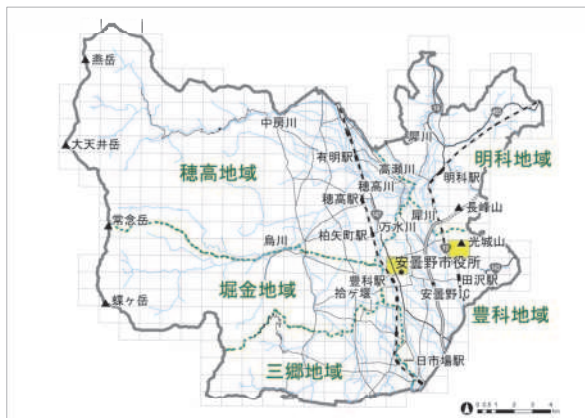 燕岳
大天井岳
常念岳
蝶ヶ岳
中房川
有明駅
穂高地域
穂高川
穂高駅
高瀬川
犀川
明科駅
明科地域
犀川
長峰山
万水川
柏矢町駅
光城山
烏川
安曇野市役所
豊科駅
田沢駅
拾ケ堰
安曇野IC
堀金地域
豊科地域
三郷地域
一日市場駅